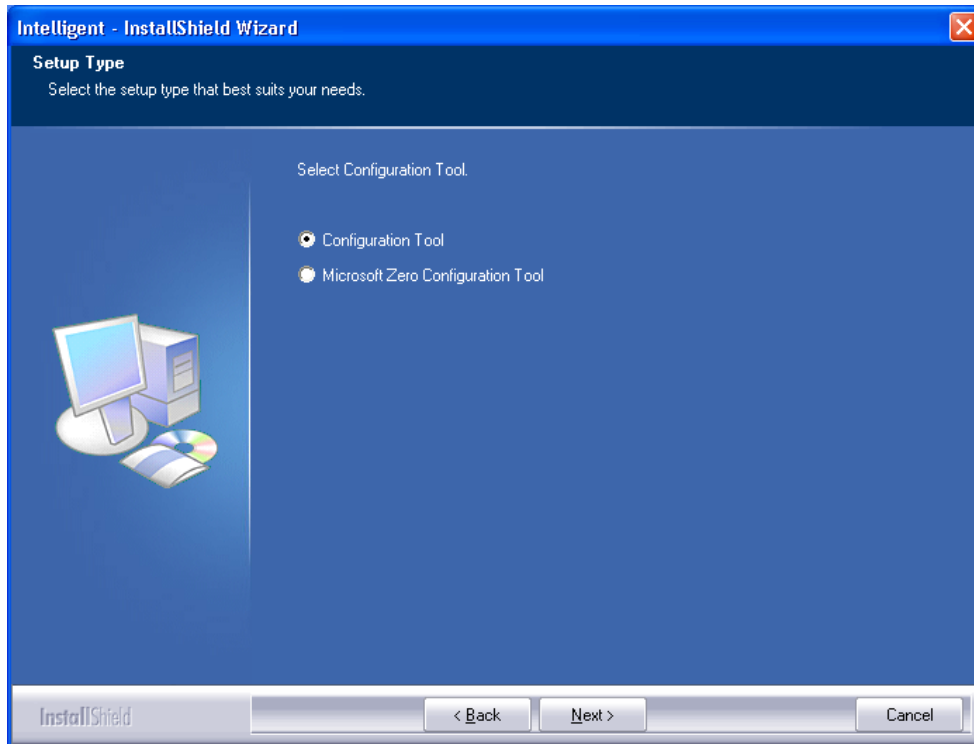 Intelligent - InstallShield Wizard
Setup Type
Select the setup type that best suits your needs.
Select Configuration Tool.
Configuration Tool
Microsoft Zero Configuration Tool
InstallShield
< Back
Next >
Cancel